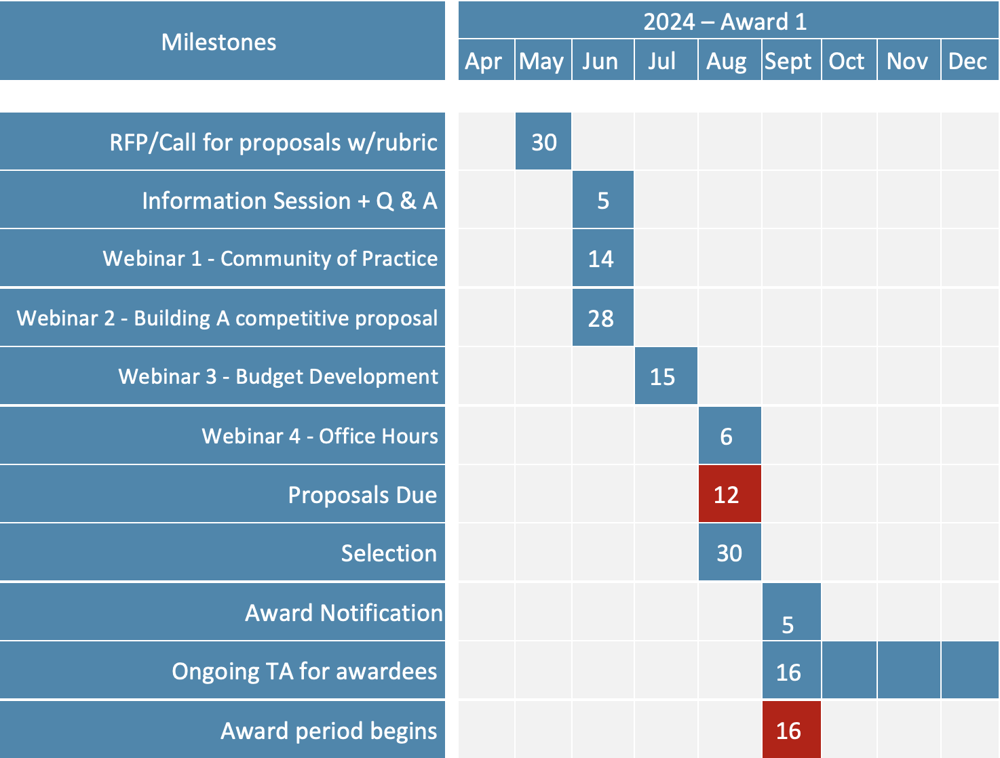 Milestones
2024 – Award 1
Apr May Jun Jul Aug Sept Oct Nov Dec
RFP/Call for proposals w/rubric 30
Information Session + Q & A 5
Webinar 1 - Community of Practice 14
Webinar 2 - Building A competitive proposal 28
Webinar 3 - Budget Development 15
Webinar 4 - Office Hours 6
Proposals Due 12
Selection 30
Award Notification 5
Ongoing TA for awardees 16
Award period begins 16